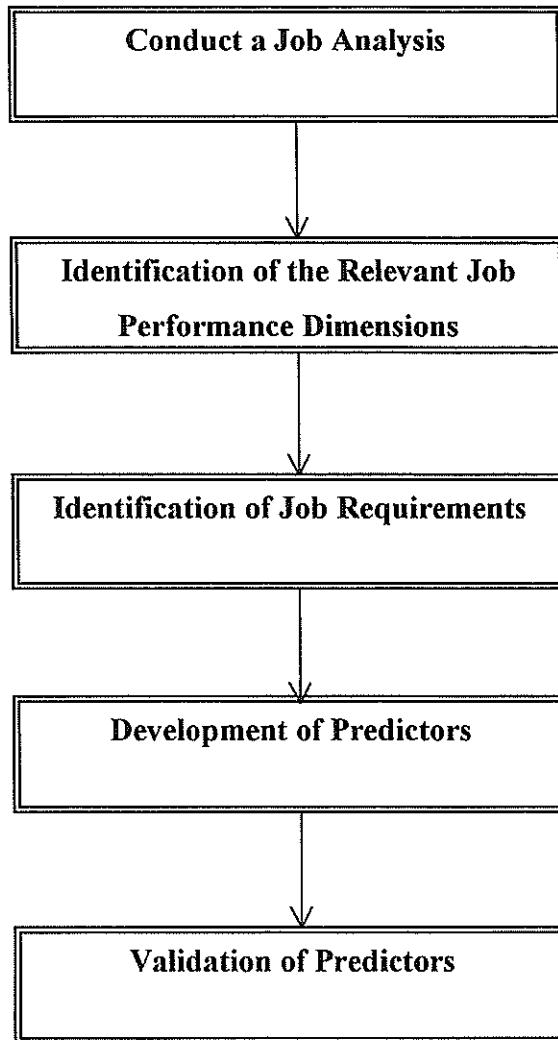 Conduct a Job Analysis
Identification of the Relevant Job
Performance Dimensions
Identification of Job Requirements
Development of Predictors
Validation of Predictors